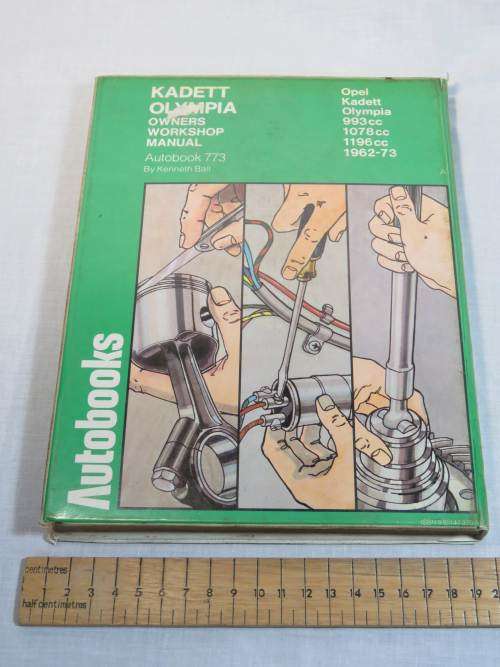 KADETT
OLYMPIA
OWNERS
WORKSHOP
MANUAL
Autobook 773
By Kenneth Ball
Opel
Kadett
Olympia
993cc
1078cc
1196cc
1962-73
Autobooks
centimetres
1 2 3 4 5 6 7 8 9 10 11 12 13 14 15 16 17 18 19
half centimetres